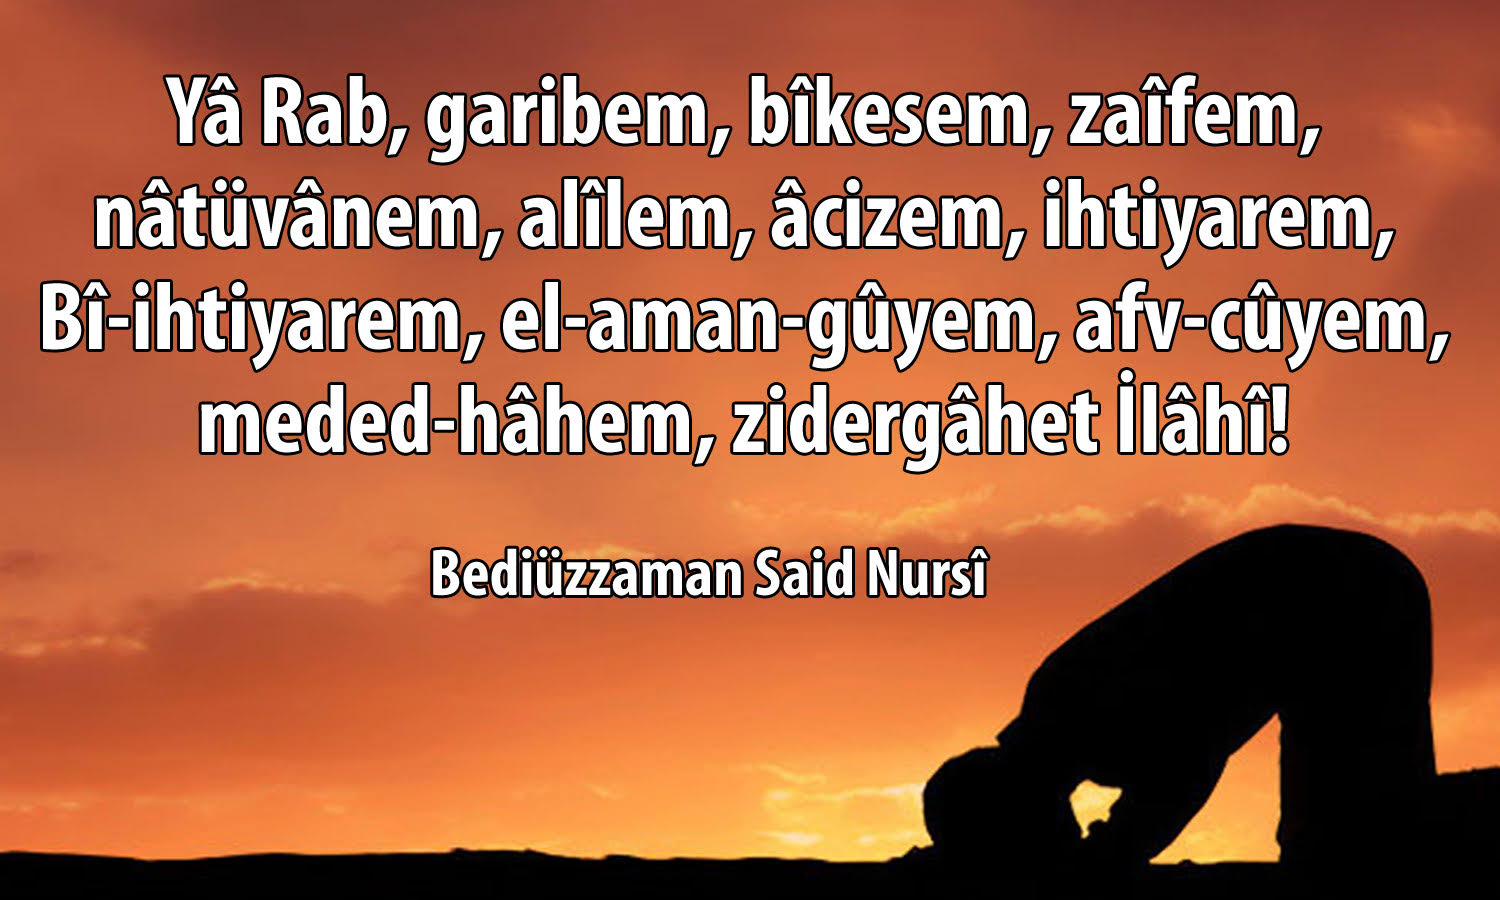 Yâ Rab, garibem, bîkesem, zaîfem,
nâtüvânem, alîlem, âcizem, ihtiyarem,
Bî-ihtiyarem, el-aman-gûyem, afv-cûyem,
meded-hâhem, zidergâhet İlâhî!
Bediüzzaman Said Nursî